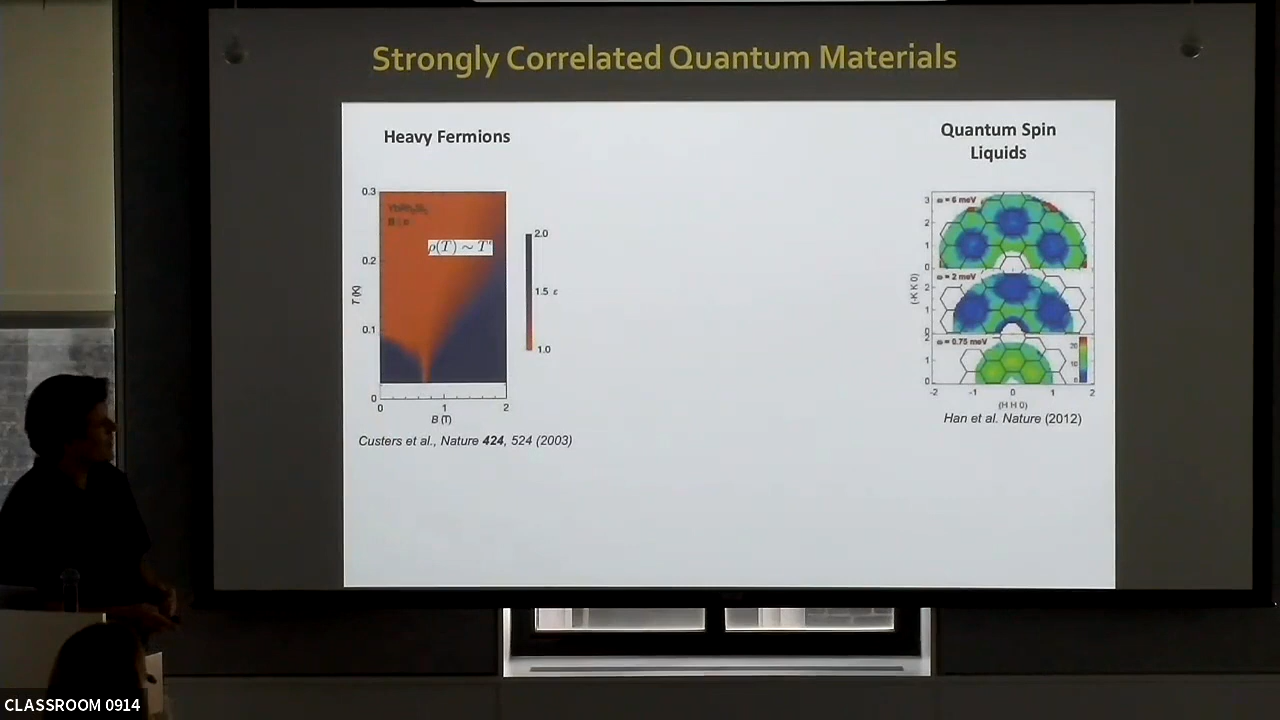 Strongly Correlated Quantum Materials
Heavy Fermions
0.3
0.2
0.1
0
T (K)
ρ(T) ~ T^ε
0
1
2
B (T)
2.0
1.5 ε
1.0
Custers et al., Nature 424, 524 (2003)
Quantum Spin
Liquids
ω = 6 meV
3
2
1
0
ω = 2 meV
2
1
0
ω = 0.75 meV
2
1
0
20
10
0
(-K K 0)
-2
-1
0
1
2
(H H 0)
Han et al. Nature (2012)
CLASSROOM 0914